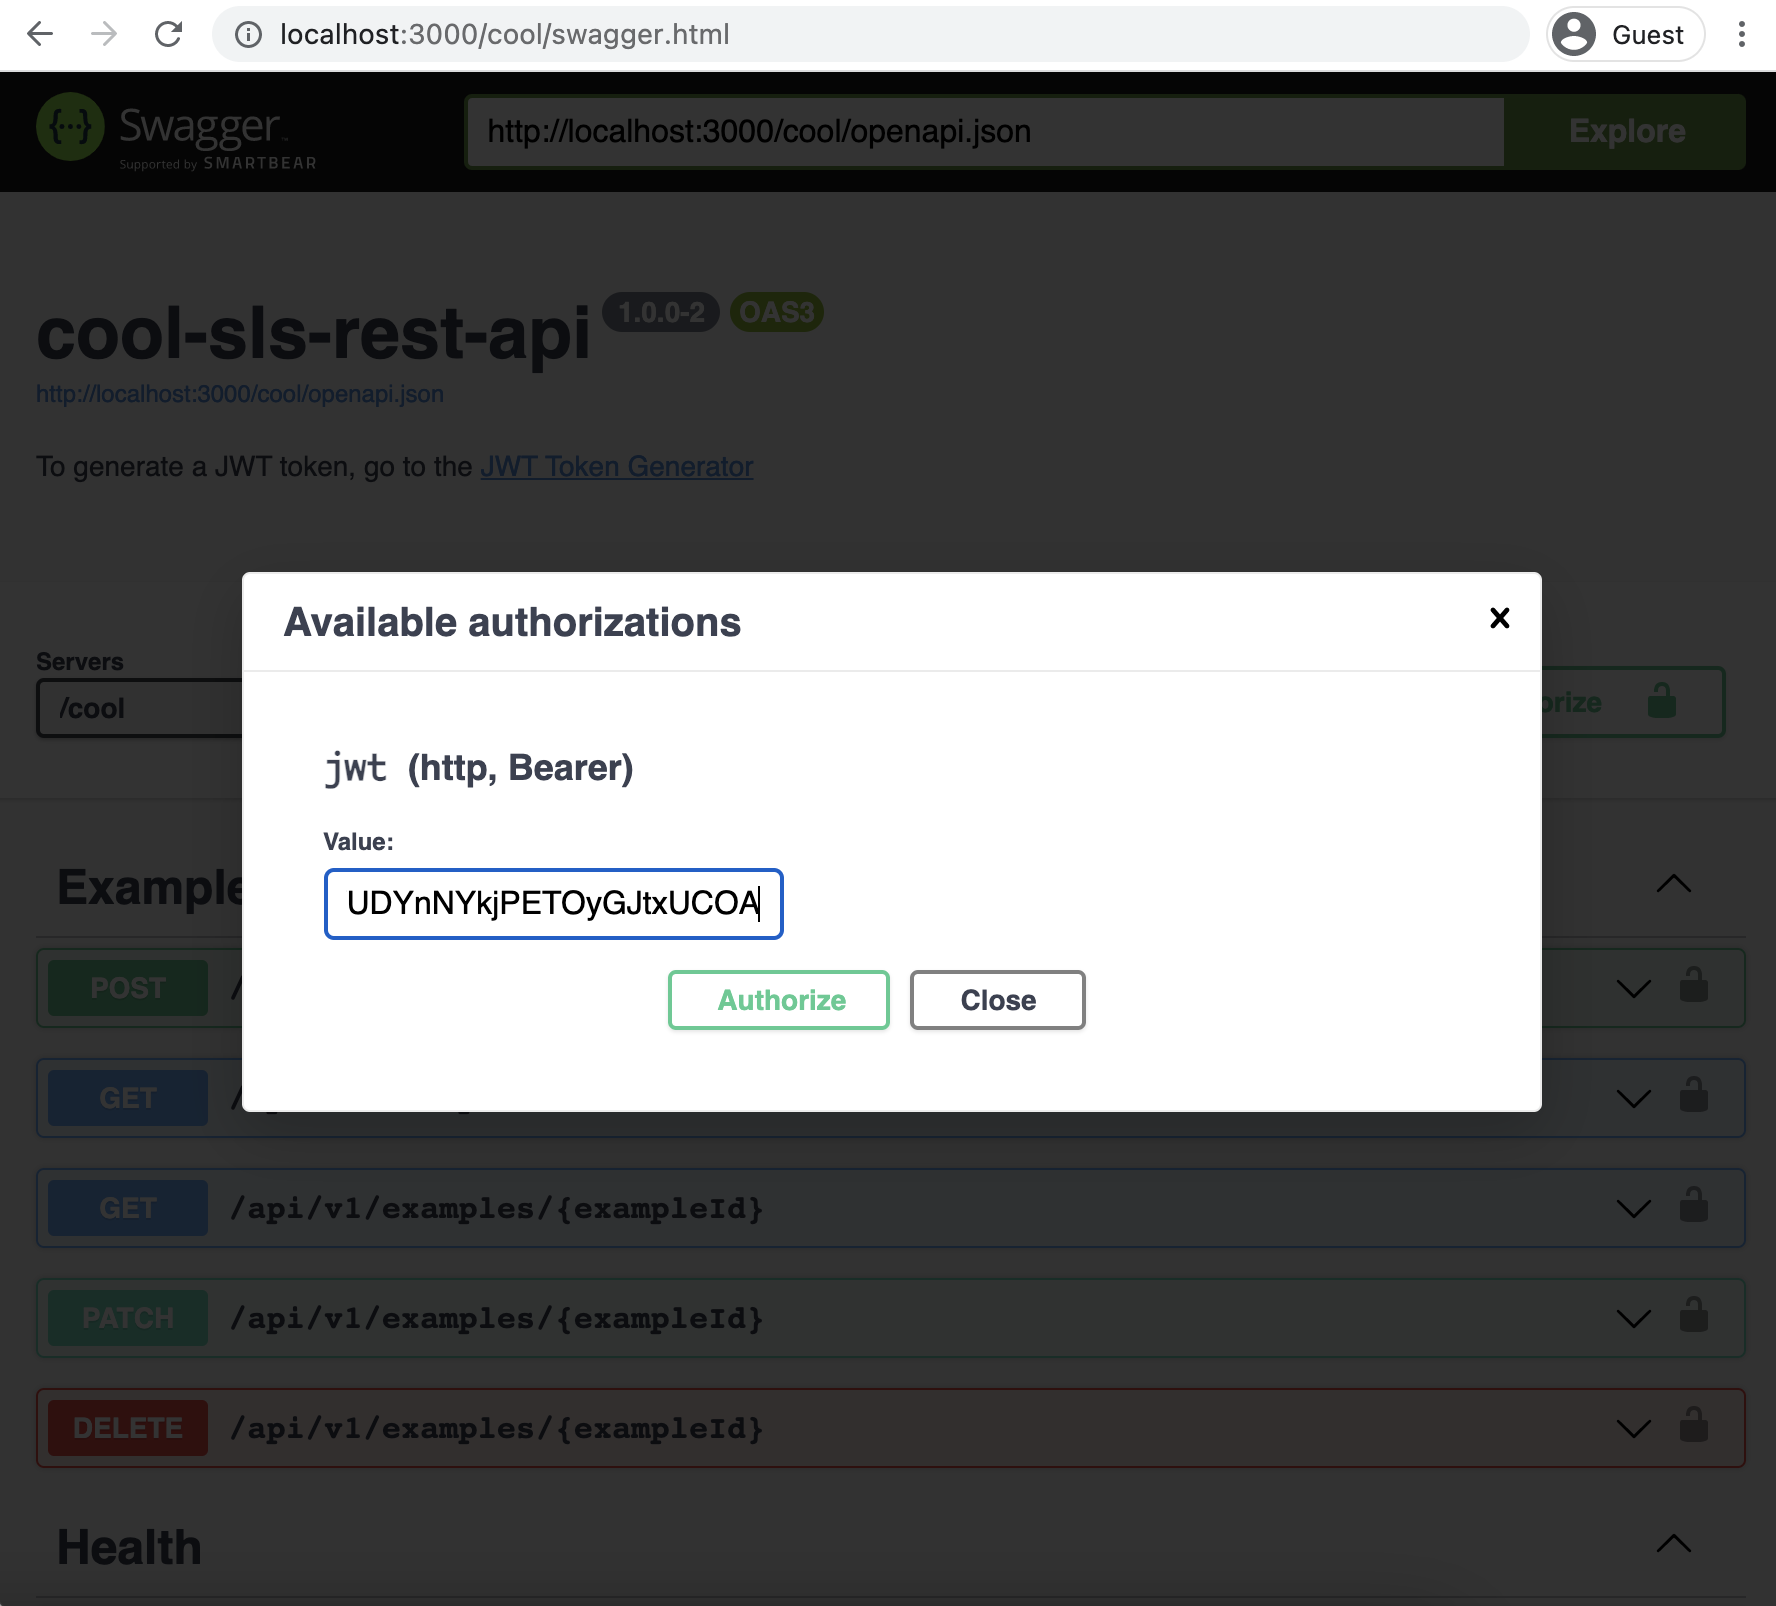 localhost:3000/cool/swagger.html
Guest
{...} Swagger™
Supported by SMARTBEAR
http://localhost:3000/cool/openapi.json
Explore
cool-sls-rest-api 1.0.0-2 OAS3
http://localhost:3000/cool/openapi.json
To generate a JWT token, go to the JWT Token Generator
Available authorizations
Servers
/cool
orize
jwt (http, Bearer)
Value:
UDYnNYkjPETOyGJtxUCOA
Authorize
Close
Example
POST /
GET /
GET /api/v1/examples/{exampleId}
PATCH /api/v1/examples/{exampleId}
DELETE /api/v1/examples/{exampleId}
Health